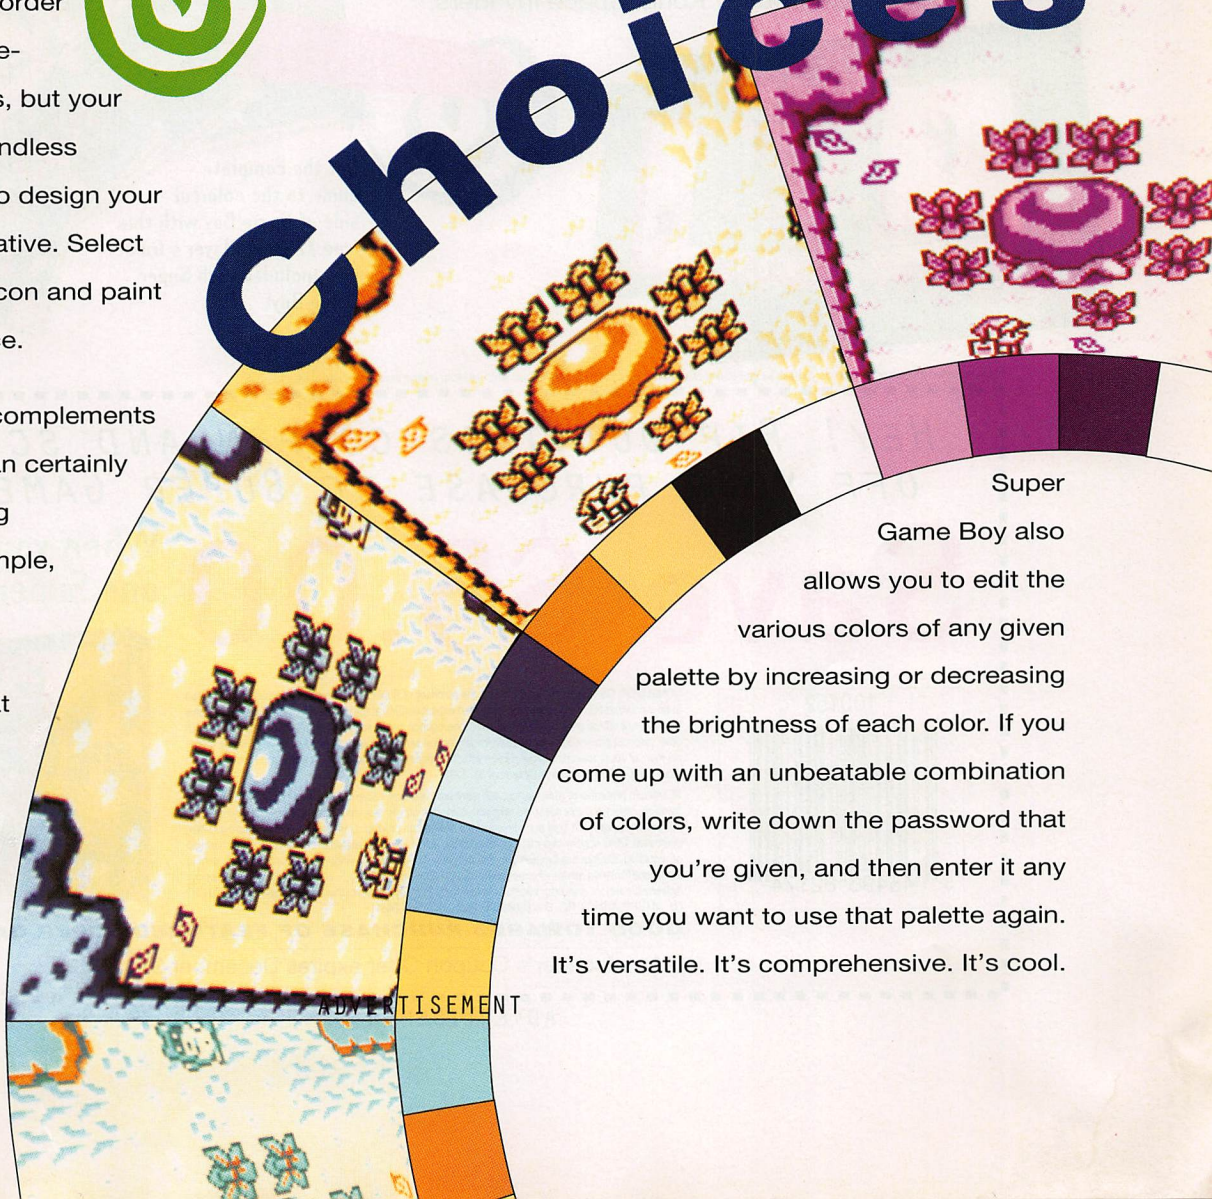 order
e-
s, but your
ndless
o design your
ative. Select
con and paint
e.
complements
n certainly
g
nple,
t
choices
Super
Game Boy also
allows you to edit the
various colors of any given
palette by increasing or decreasing
the brightness of each color. If you
come up with an unbeatable combination
of colors, write down the password that
you're given, and then enter it any
time you want to use that palette again.
It's versatile. It's comprehensive. It's cool.
ADVERTISEMENT